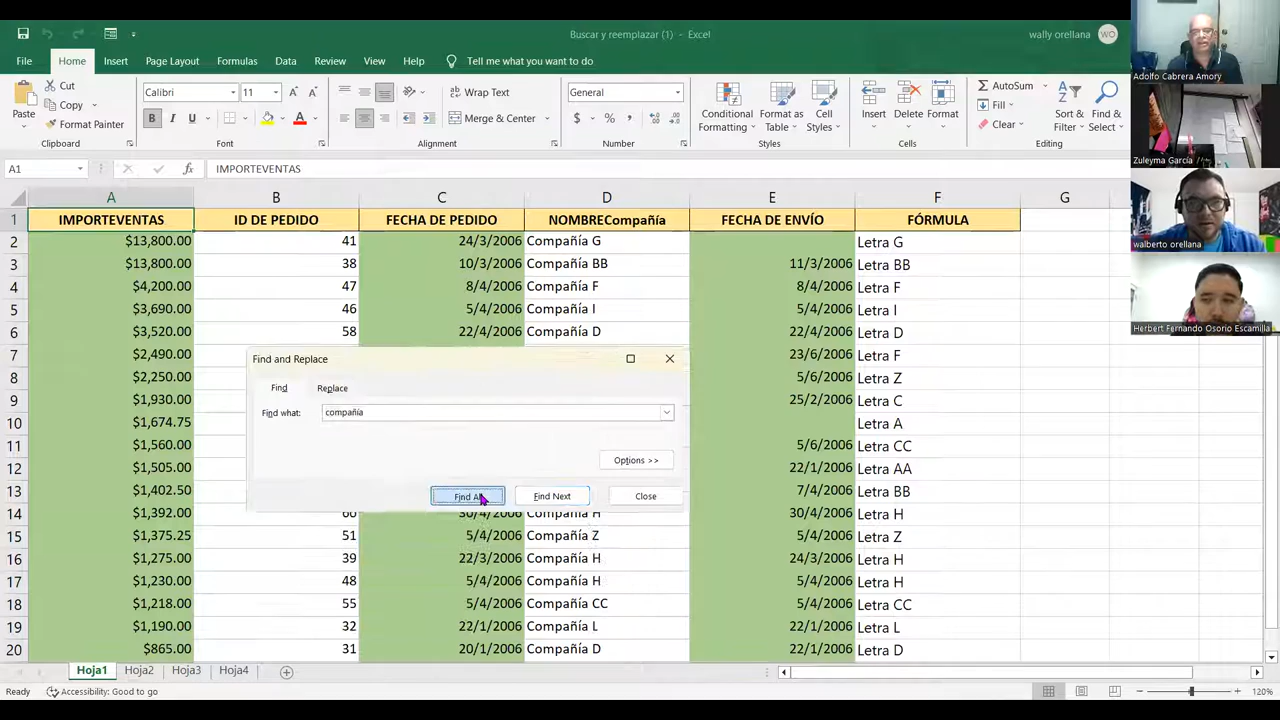 Buscar y reemplazar (1) - Excel
wally orellana
WO
File Home Insert Page Layout Formulas Data Review View Help Tell me what you want to do
Cut
Copy
Format Painter
Paste
Calibri 11
Wrap Text
Merge & Center
General
Conditional Formatting
Format as Table
Cell Styles
Insert Delete Format
AutoSum
Fill
Clear
Sort & Filter
Find & Select
Clipboard Font Alignment Number Styles Cells Editing
A1 fx IMPORTEVENTAS
A B C D E F G
1 IMPORTEVENTAS ID DE PEDIDO FECHA DE PEDIDO NOMBRECompañía FECHA DE ENVÍO FÓRMULA
2 $13,800.00 41 24/3/2006 Compañía G Letra G
3 $13,800.00 38 10/3/2006 Compañía BB 11/3/2006 Letra BB
4 $4,200.00 47 8/4/2006 Compañía F 8/4/2006 Letra F
5 $3,690.00 46 5/4/2006 Compañía I 5/4/2006 Letra I
6 $3,520.00 58 22/4/2006 Compañía D 22/4/2006 Letra D
7 $2,490.00 23/6/2006 Letra F
8 $2,250.00 5/6/2006 Letra Z
9 $1,930.00 25/2/2006 Letra C
10 $1,674.75 Letra A
11 $1,560.00 5/6/2006 Letra CC
12 $1,505.00 22/1/2006 Letra AA
13 $1,402.50 7/4/2006 Letra BB
14 $1,392.00 60 30/4/2006 Compañía H 30/4/2006 Letra H
15 $1,375.25 51 5/4/2006 Compañía Z 5/4/2006 Letra Z
16 $1,275.00 39 22/3/2006 Compañía H 24/3/2006 Letra H
17 $1,230.00 48 5/4/2006 Compañía H 5/4/2006 Letra H
18 $1,218.00 55 5/4/2006 Compañía CC 5/4/2006 Letra CC
19 $1,190.00 32 22/1/2006 Compañía L 22/1/2006 Letra L
20 $865.00 31 20/1/2006 Compañía D 22/1/2006 Letra D
Find and Replace
Find Replace
Find what: compañía
Options >>
Find All Find Next Close
Hoja1 Hoja2 Hoja3 Hoja4
Ready Accessibility: Good to go 120%
Adolfo Cabrera Amory
Zuleyma García
walberto orellana
Herbert Fernando Osorio Escamilla